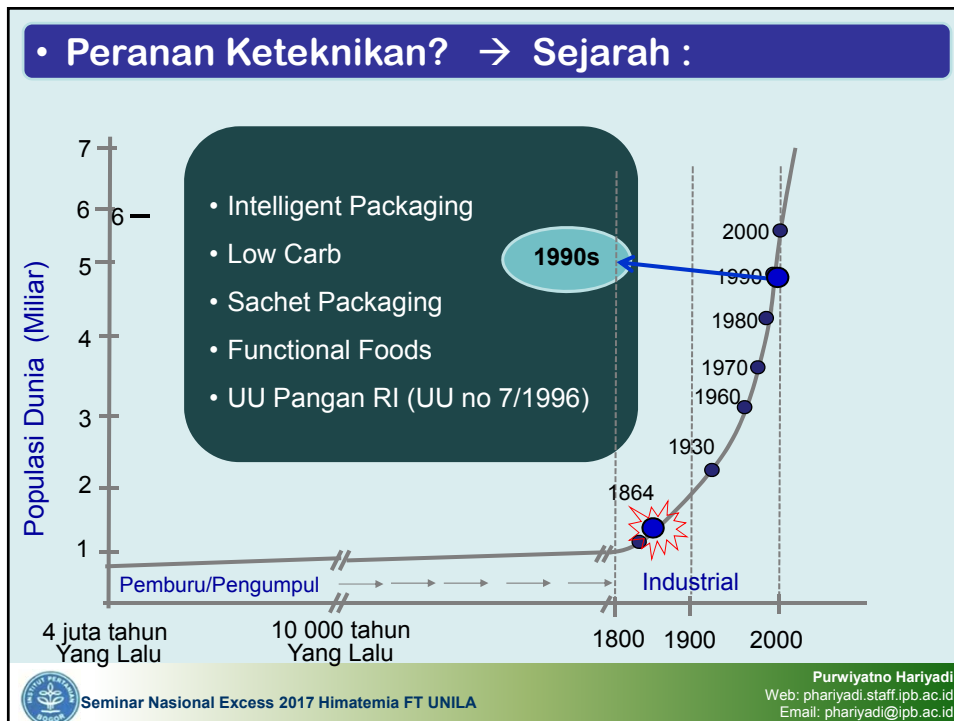 • Peranan Keteknikan? → Sejarah :
7
6
6
5
4
3
2
1
Populasi Dunia (Miliar)
• Intelligent Packaging
• Low Carb
• Sachet Packaging
• Functional Foods
• UU Pangan RI (UU no 7/1996)
1990s
2000
1990
1980
1970
1960
1930
1864
Pemburu/Pengumpul
Industrial
4 juta tahun
Yang Lalu
10 000 tahun
Yang Lalu
1800
1900
2000
INSTITUT PERTANIAN
BOGOR
Seminar Nasional Excess 2017 Himatemia FT UNILA
Purwiyatno Hariyadi
Web: phariyadi.staff.ipb.ac.id
Email: phariyadi@ipb.ac.id